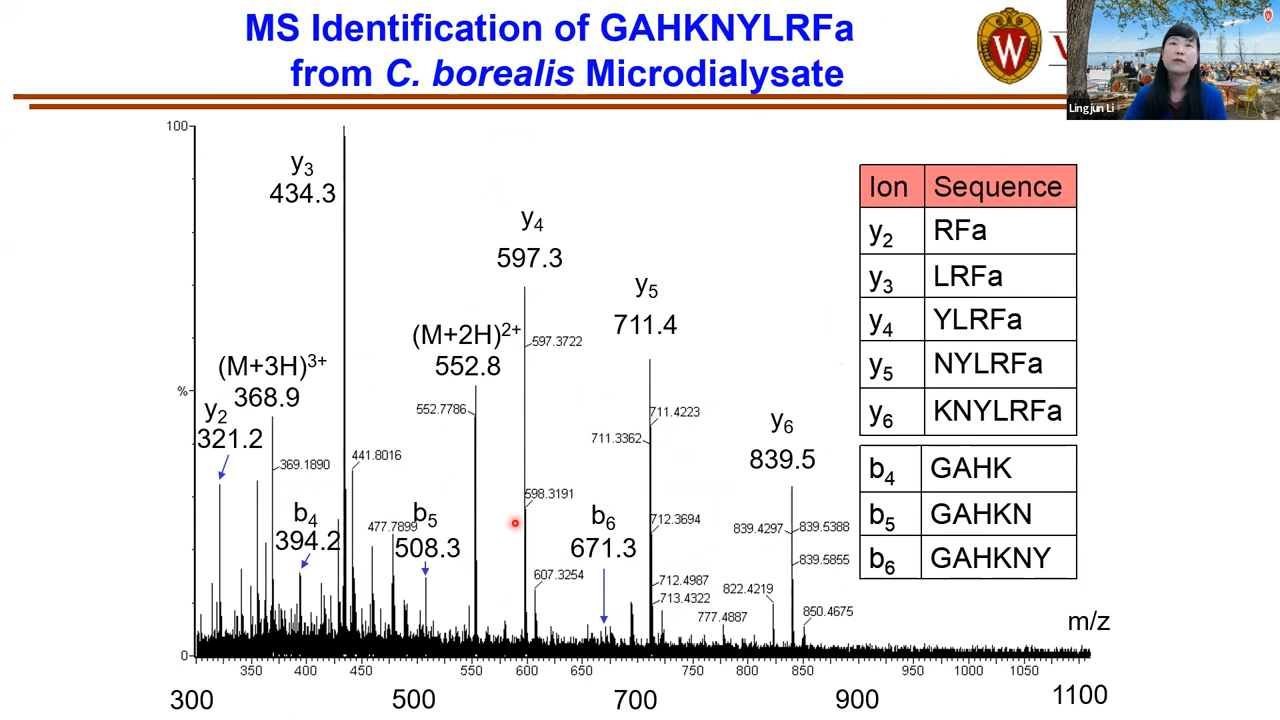 MS Identification of GAHKNYLRFa
from C. borealis Microdialysate
W
Lingjun Li
100
%
0
y3
434.3
y4
597.3
y5
711.4
(M+2H)2+
552.8
(M+3H)3+
368.9
y2
321.2
y6
839.5
b4
394.2
b5
508.3
b6
671.3
597.3722
552.7786
711.4223
711.3362
441.8016
369.1890
598.3191
477.7899
712.3694
839.4297
839.5388
839.5855
607.3254
712.4987
713.4322
822.4219
777.4887
850.4675
m/z
350 400 450 500 550 600 650 700 750 800 850 900 950 1000 1050
300 500 700 900 1100
Ion Sequence
y2 RFa
y3 LRFa
y4 YLRFa
y5 NYLRFa
y6 KNYLRFa
b4 GAHK
b5 GAHKN
b6 GAHKNY